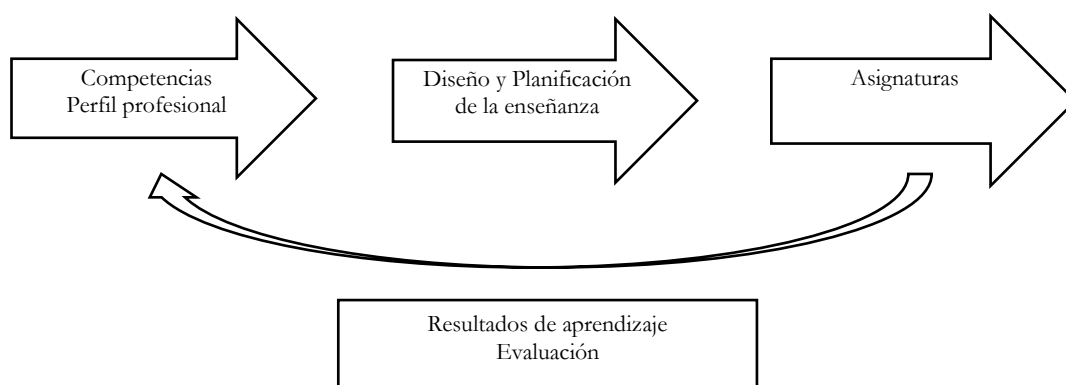 Competencias
Perfil profesional
Diseño y Planificación
de la enseñanza
Asignaturas
Resultados de aprendizaje
Evaluación